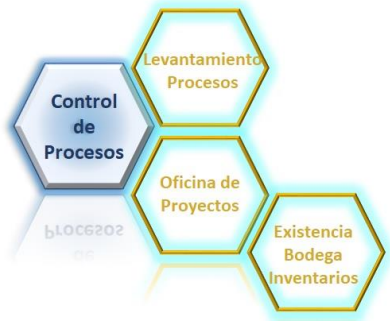 Levantamiento
Procesos
Control
de
Procesos
Oficina de
Proyectos
Existencia
Bodega
Inventarios